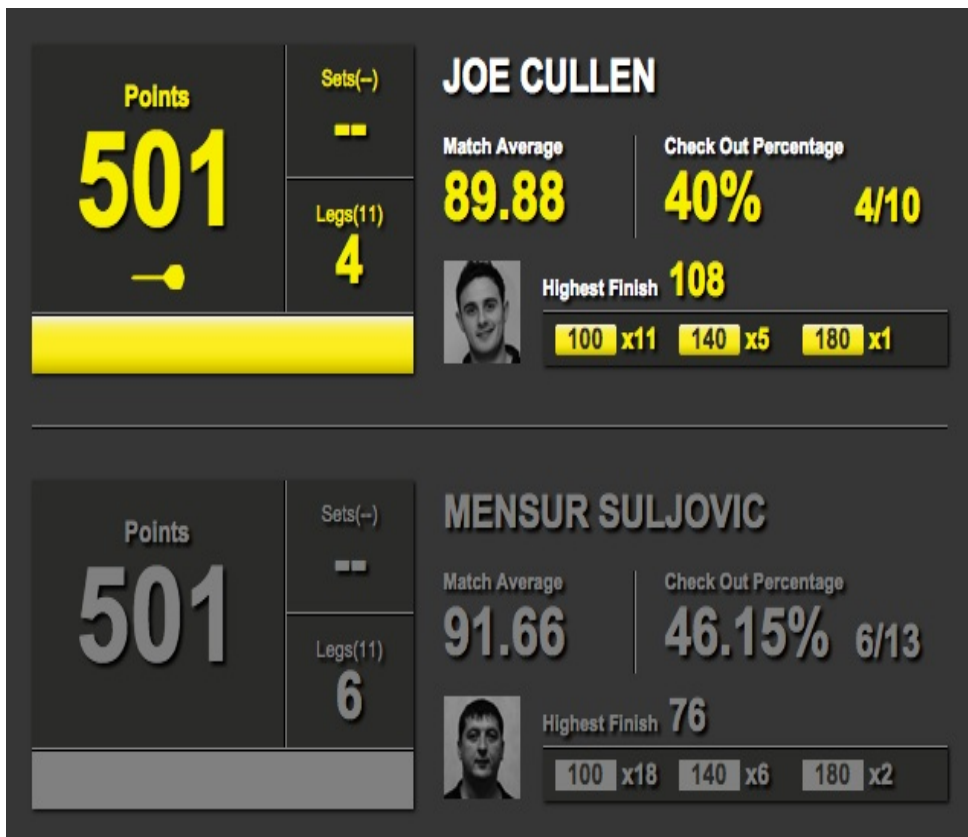 JOE CULLEN
Points
501
Sets(--)
--
Legs(11)
4
Match Average
89.88
Check Out Percentage
40% 4/10
Highest Finish 108
100 x11 140 x5 180 x1
MENSUR SULJOVIC
Points
501
Sets(--)
--
Legs(11)
6
Match Average
91.66
Check Out Percentage
46.15% 6/13
Highest Finish 76
100 x18 140 x6 180 x2